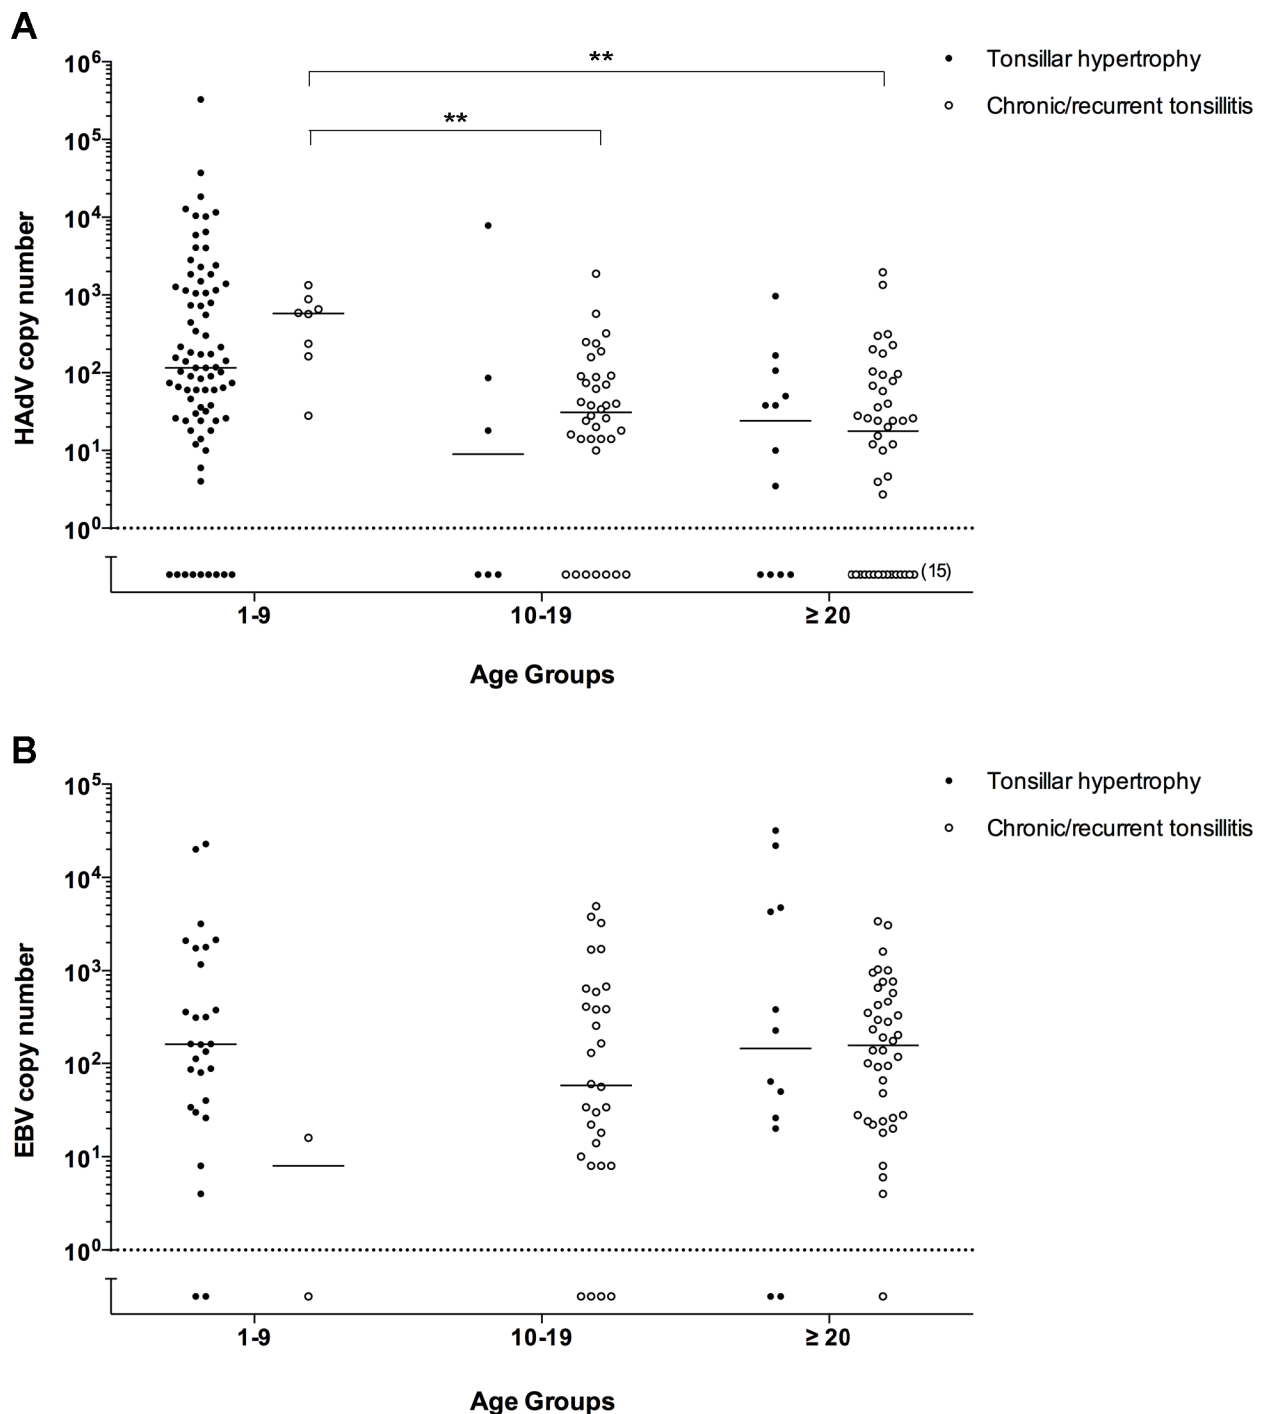 A
10⁶
10⁵
10⁴
10³
10²
10¹
10⁰
HAdV copy number
**
**
Tonsillar hypertrophy
Chronic/recurrent tonsillitis
(15)
1-9 10-19 ≥ 20
Age Groups
B
10⁵
10⁴
10³
10²
10¹
10⁰
EBV copy number
Tonsillar hypertrophy
Chronic/recurrent tonsillitis
1-9 10-19 ≥ 20
Age Groups